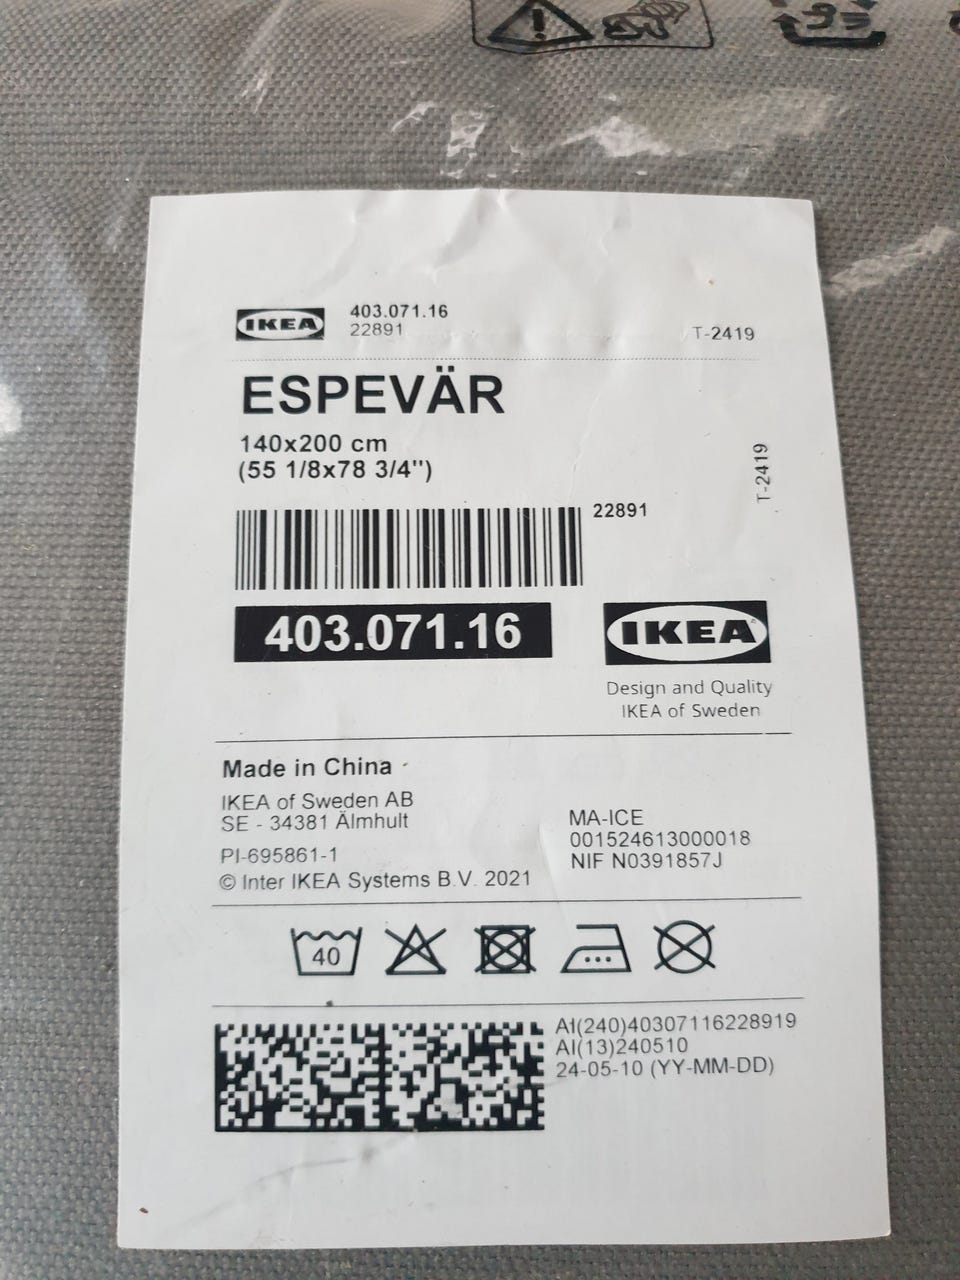 IKEA
403.071.16
22891
T-2419
ESPEVÄR
140x200 cm
(55 1/8x78 3/4")
T-2419
22891
403.071.16
IKEA
Design and Quality
IKEA of Sweden
Made in China
IKEA of Sweden AB
SE - 34381 Älmhult
PI-695861-1
© Inter IKEA Systems B.V. 2021
MA-ICE
001524613000018
NIF N0391857J
40
AI(240)40307116228919
AI(13)240510
24-05-10 (YY-MM-DD)